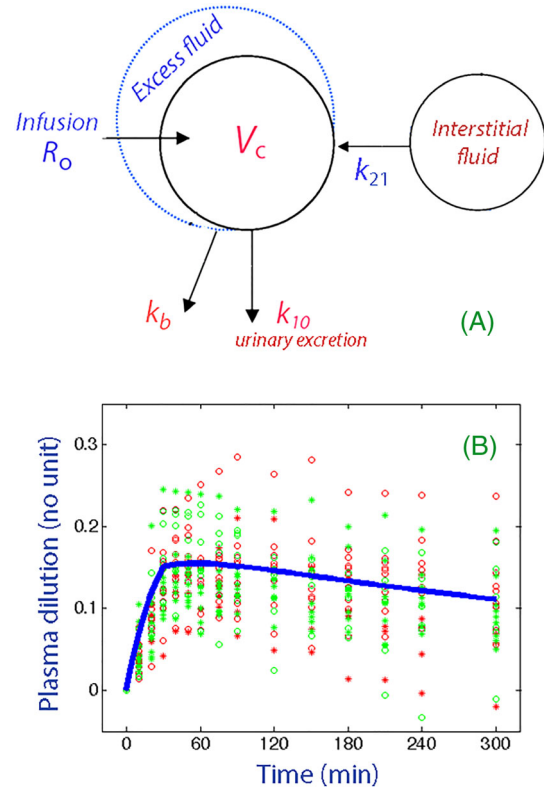 Excess fluid
Infusion
Ro
Vc
Interstitial
fluid
k21
kb
k10
urinary excretion
(A)
(B)
Plasma dilution (no unit)
0.3
0.2
0.1
0
0
60
120
180
240
300
Time (min)